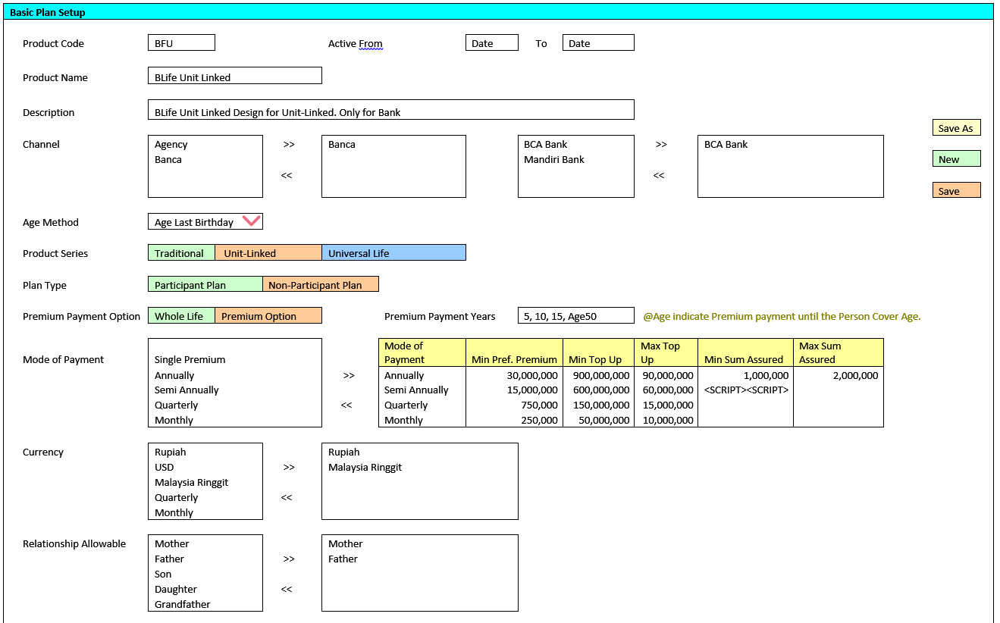 Basic Plan Setup
Product Code BFU Active From Date To Date
Product Name BLife Unit Linked
Description BLife Unit Linked Design for Unit-Linked. Only for Bank
Save As
Channel Agency >> Banca BCA Bank >> BCA Bank
Banca Mandiri Bank
New
<< <<
Save
Age Method Age Last Birthday
Product Series Traditional Unit-Linked Universal Life
Plan Type Participant Plan Non-Participant Plan
Premium Payment Option Whole Life Premium Option Premium Payment Years 5, 10, 15, Age50 @Age indicate Premium payment until the Person Cover Age.
Mode of Max Top Max Sum
Mode of Payment Single Premium Payment Min Pref. Premium Min Top Up Up Min Sum Assured Assured
Annually >> Annually 30,000,000 900,000,000 90,000,000 1,000,000 2,000,000
Semi Annually Semi Annually 15,000,000 600,000,000 60,000,000 <SCRIPT><SCRIPT>
Quarterly << Quarterly 750,000 150,000,000 15,000,000
Monthly Monthly 250,000 50,000,000 10,000,000
Currency Rupiah Rupiah
USD >> Malaysia Ringgit
Malaysia Ringgit
Quarterly <<
Monthly
Relationship Allowable Mother Mother
Father >> Father
Son
Daughter <<
Grandfather